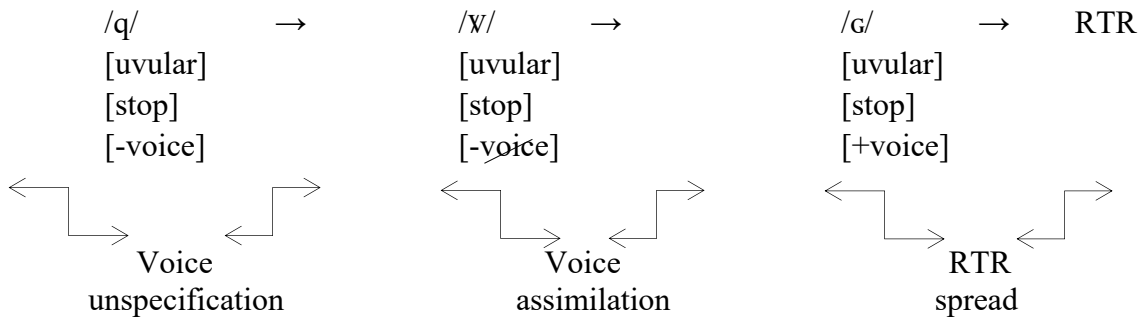 /q/ → → /ɢ/ → RTR
[uvular] [uvular] [uvular]
[stop] [stop] [stop]
[-voice] [-voice] [+voice]
Voice Voice RTR
unspecification assimilation spread